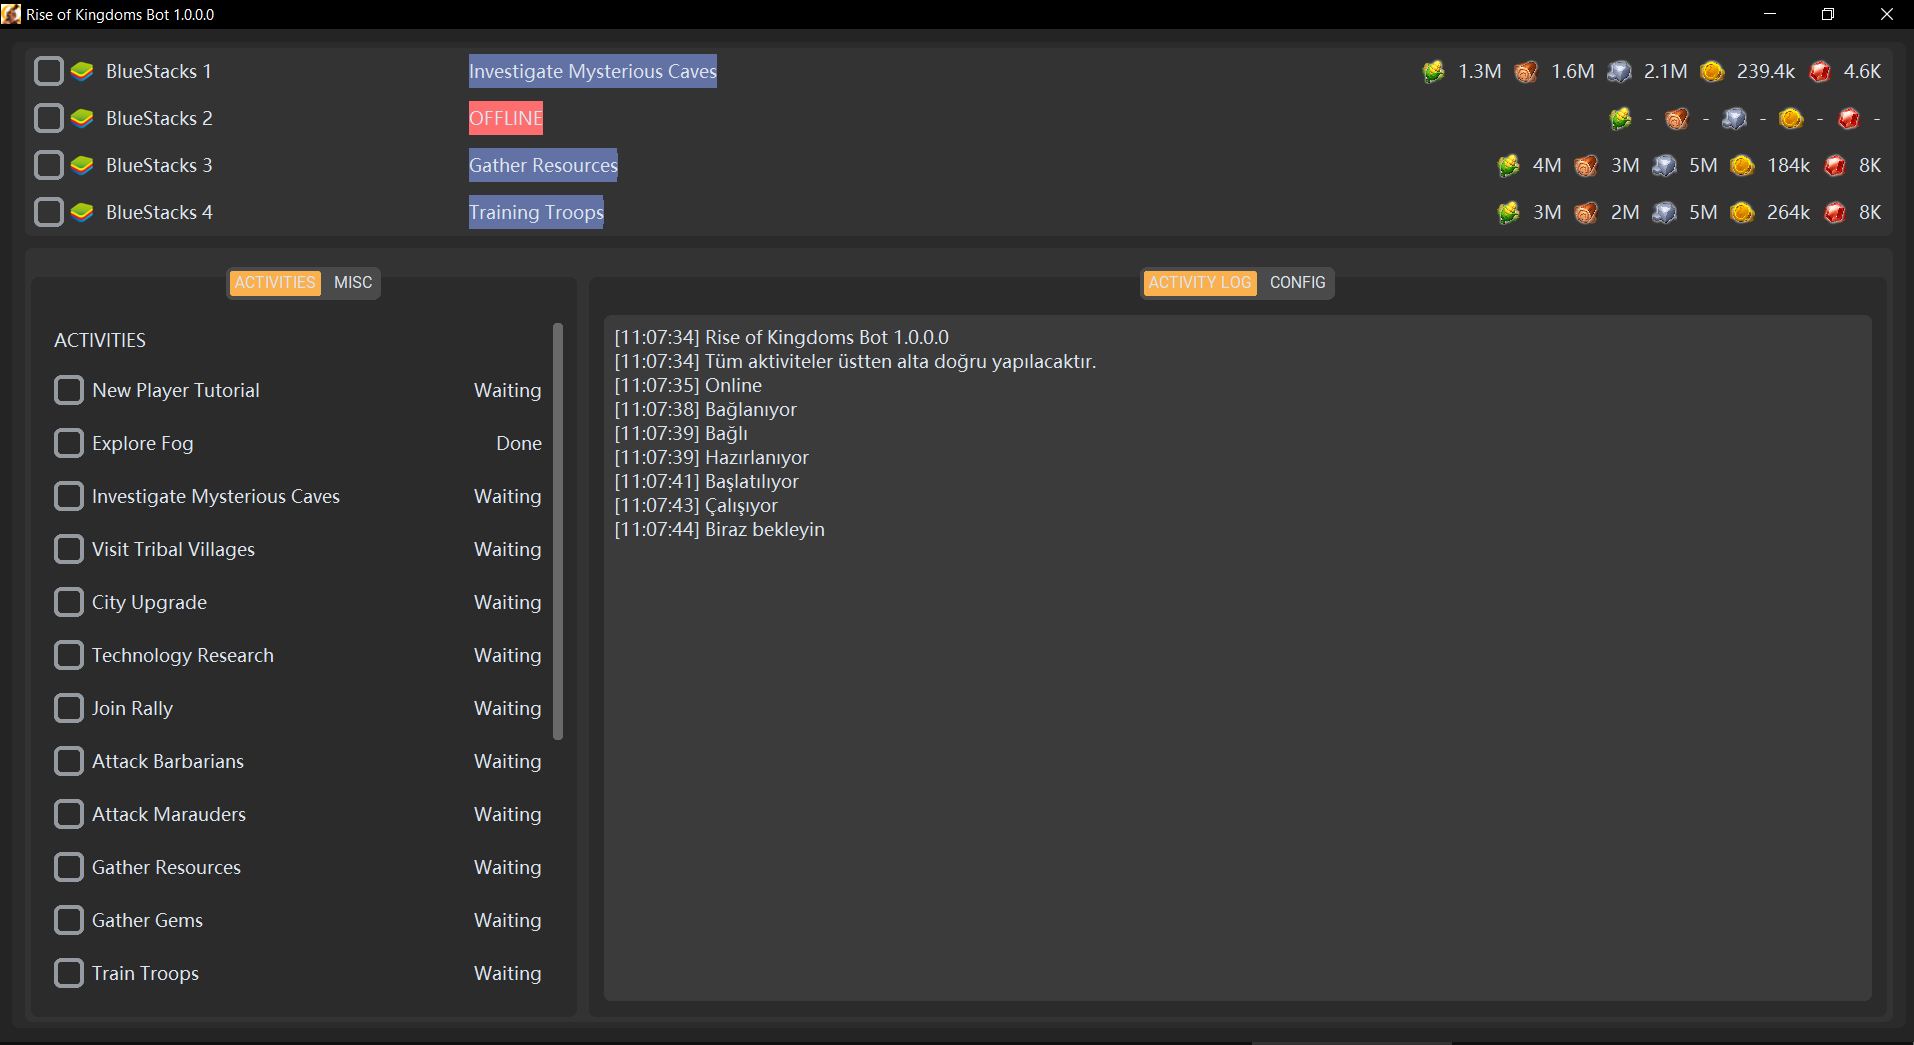 Rise of Kingdoms Bot 1.0.0.0
BlueStacks 1 Investigate Mysterious Caves 1.3M 1.6M 2.1M 239.4k 4.6K
BlueStacks 2 OFFLINE - - - - -
BlueStacks 3 Gather Resources 4M 3M 5M 184k 8K
BlueStacks 4 Training Troops 3M 2M 5M 264k 8K
ACTIVITIES MISC
ACTIVITIES
New Player Tutorial Waiting
Explore Fog Done
Investigate Mysterious Caves Waiting
Visit Tribal Villages Waiting
City Upgrade Waiting
Technology Research Waiting
Join Rally Waiting
Attack Barbarians Waiting
Attack Marauders Waiting
Gather Resources Waiting
Gather Gems Waiting
Train Troops Waiting
ACTIVITY LOG CONFIG
[11:07:34] Rise of Kingdoms Bot 1.0.0.0
[11:07:34] Tüm aktiviteler üstten alta doğru yapılacaktır.
[11:07:35] Online
[11:07:38] Bağlanıyor
[11:07:39] Bağlı
[11:07:39] Hazırlanıyor
[11:07:41] Başlatılıyor
[11:07:43] Çalışıyor
[11:07:44] Biraz bekleyin